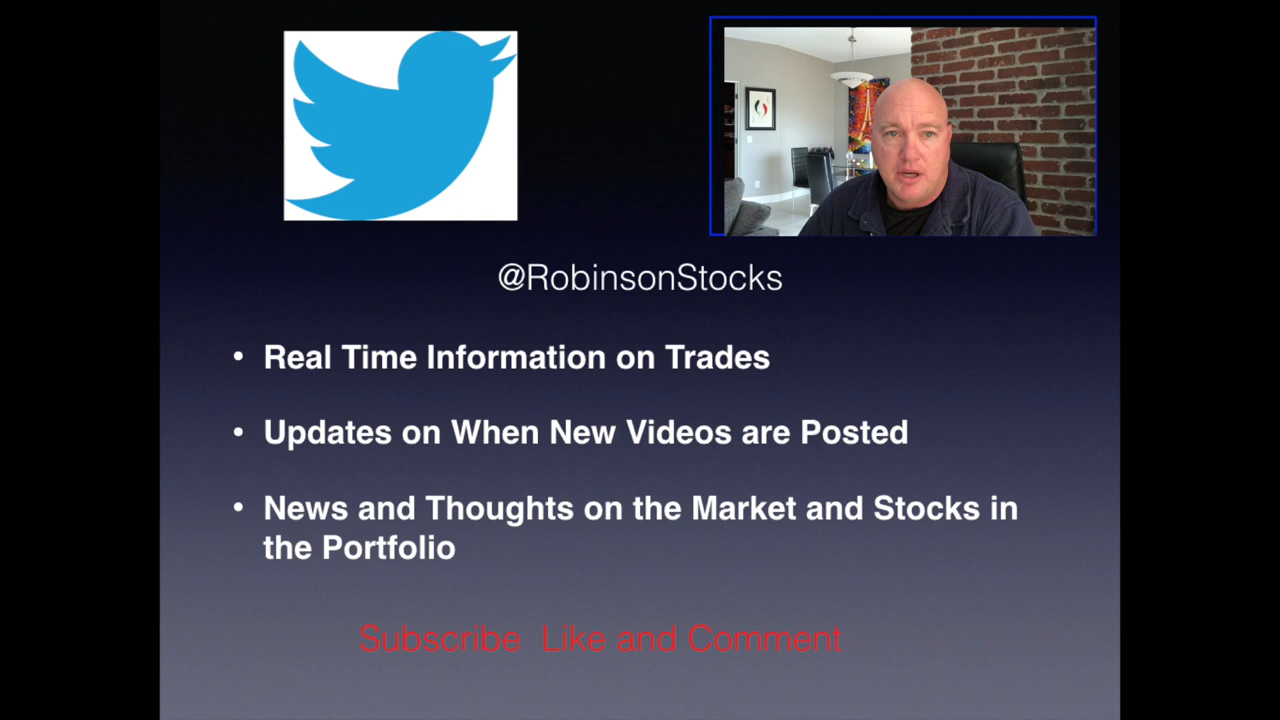 @RobinsonStocks
• Real Time Information on Trades
• Updates on When New Videos are Posted
• News and Thoughts on the Market and Stocks in
the Portfolio
Subscribe Like and Comment